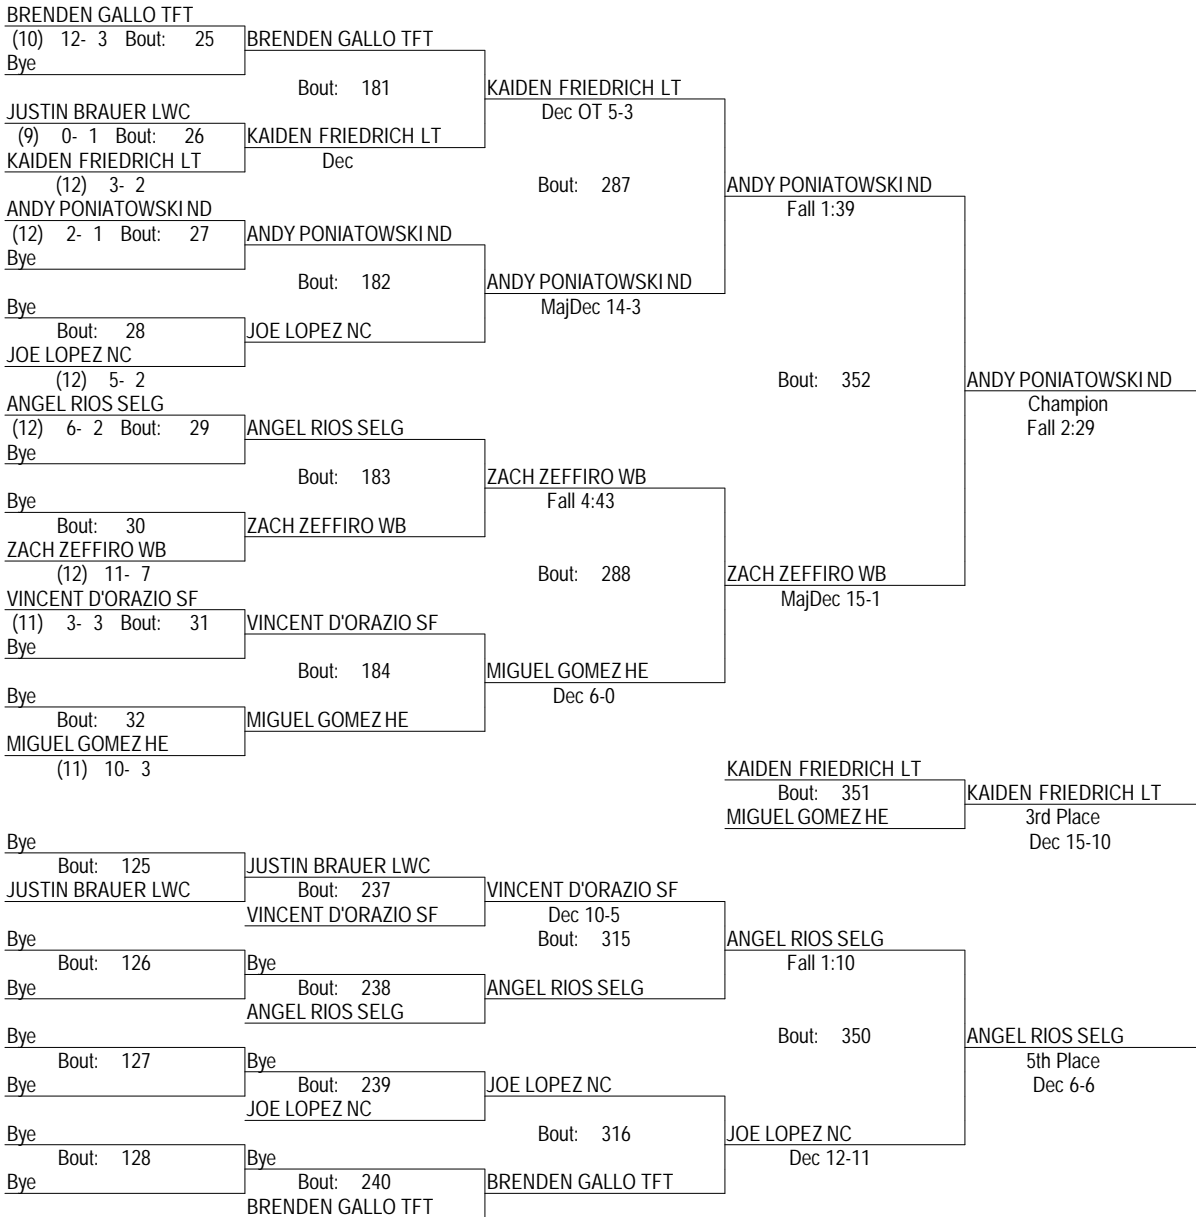 BRENDEN GALLO TFT
(10) 12- 3 Bout: 25 BRENDEN GALLO TFT
Bye
Bout: 181 KAIDEN FRIEDRICH LT
JUSTIN BRAUER LWC Dec OT 5-3
(9) 0- 1 Bout: 26 KAIDEN FRIEDRICH LT
KAIDEN FRIEDRICH LT Dec
(12) 3- 2 Bout: 287 ANDY PONIATOWSKI ND
ANDY PONIATOWSKI ND Fall 1:39
(12) 2- 1 Bout: 27 ANDY PONIATOWSKI ND
Bye
Bout: 182 ANDY PONIATOWSKI ND
Bye MajDec 14-3
Bout: 28 JOE LOPEZ NC
JOE LOPEZ NC
(12) 5- 2 Bout: 352 ANDY PONIATOWSKI ND
ANGEL RIOS SELG Champion
(12) 6- 2 Bout: 29 ANGEL RIOS SELG Fall 2:29
Bye
Bout: 183 ZACH ZEFFIRO WB
Bye Fall 4:43
Bout: 30 ZACH ZEFFIRO WB
ZACH ZEFFIRO WB
(12) 11- 7 Bout: 288 ZACH ZEFFIRO WB
VINCENT D'ORAZIO SF MajDec 15-1
(11) 3- 3 Bout: 31 VINCENT D'ORAZIO SF
Bye
Bout: 184 MIGUEL GOMEZ HE
Bye Dec 6-0
Bout: 32 MIGUEL GOMEZ HE
MIGUEL GOMEZ HE
(11) 10- 3 KAIDEN FRIEDRICH LT
Bout: 351 KAIDEN FRIEDRICH LT
MIGUEL GOMEZ HE 3rd Place
Bye Dec 15-10
Bout: 125 JUSTIN BRAUER LWC
JUSTIN BRAUER LWC Bout: 237 VINCENT D'ORAZIO SF
VINCENT D'ORAZIO SF Dec 10-5
Bye Bout: 315 ANGEL RIOS SELG
Bout: 126 Bye Fall 1:10
Bye Bout: 238 ANGEL RIOS SELG
ANGEL RIOS SELG
Bye Bout: 350 ANGEL RIOS SELG
Bout: 127 Bye 5th Place
Bye Bout: 239 JOE LOPEZ NC Dec 6-6
JOE LOPEZ NC
Bye Bout: 316 JOE LOPEZ NC
Bout: 128 Bye Dec 12-11
Bye Bout: 240 BRENDEN GALLO TFT
BRENDEN GALLO TFT